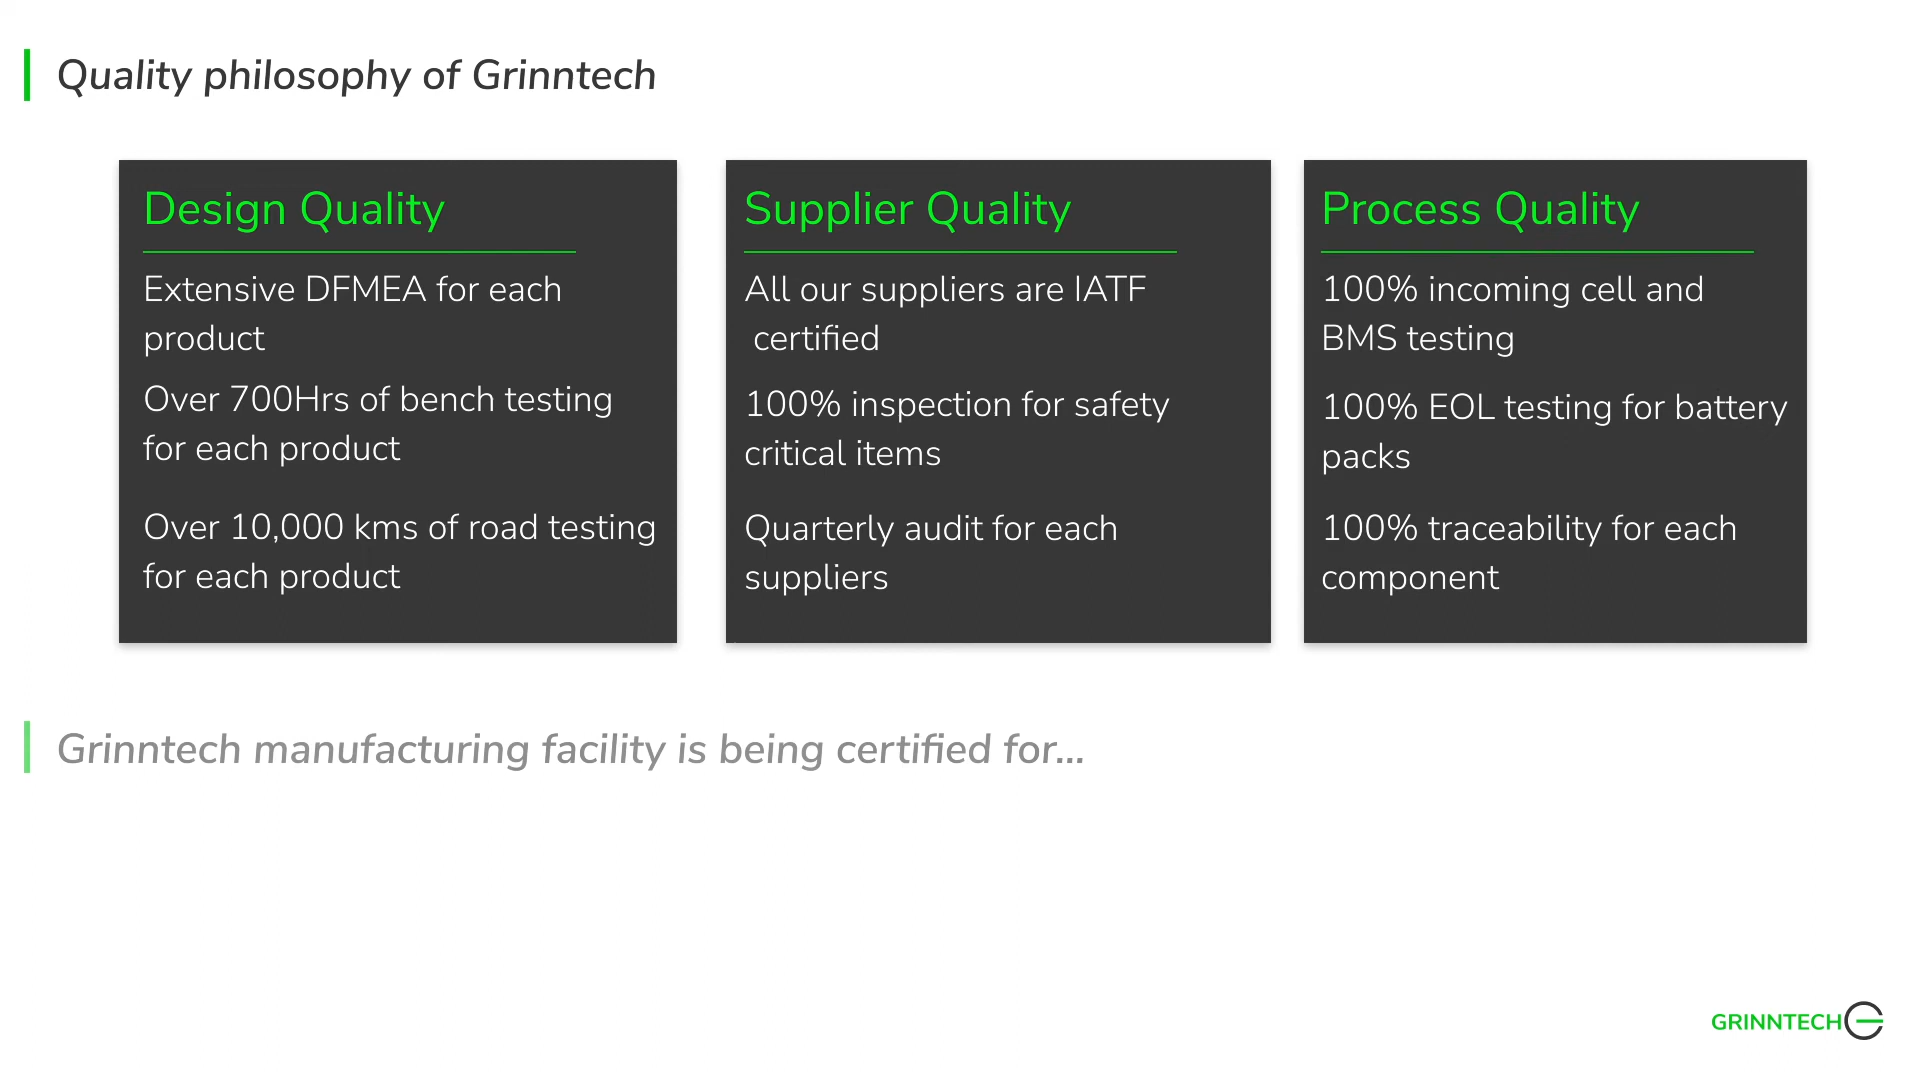 Quality philosophy of Grinntech
Design Quality
Extensive DFMEA for each
product
Over 700Hrs of bench testing
for each product
Over 10,000 kms of road testing
for each product
Supplier Quality
All our suppliers are IATF
certified
100% inspection for safety
critical items
Quarterly audit for each
suppliers
Process Quality
100% incoming cell and
BMS testing
100% EOL testing for battery
packs
100% traceability for each
component
Grinntech manufacturing facility is being certified for...
GRINNTECH